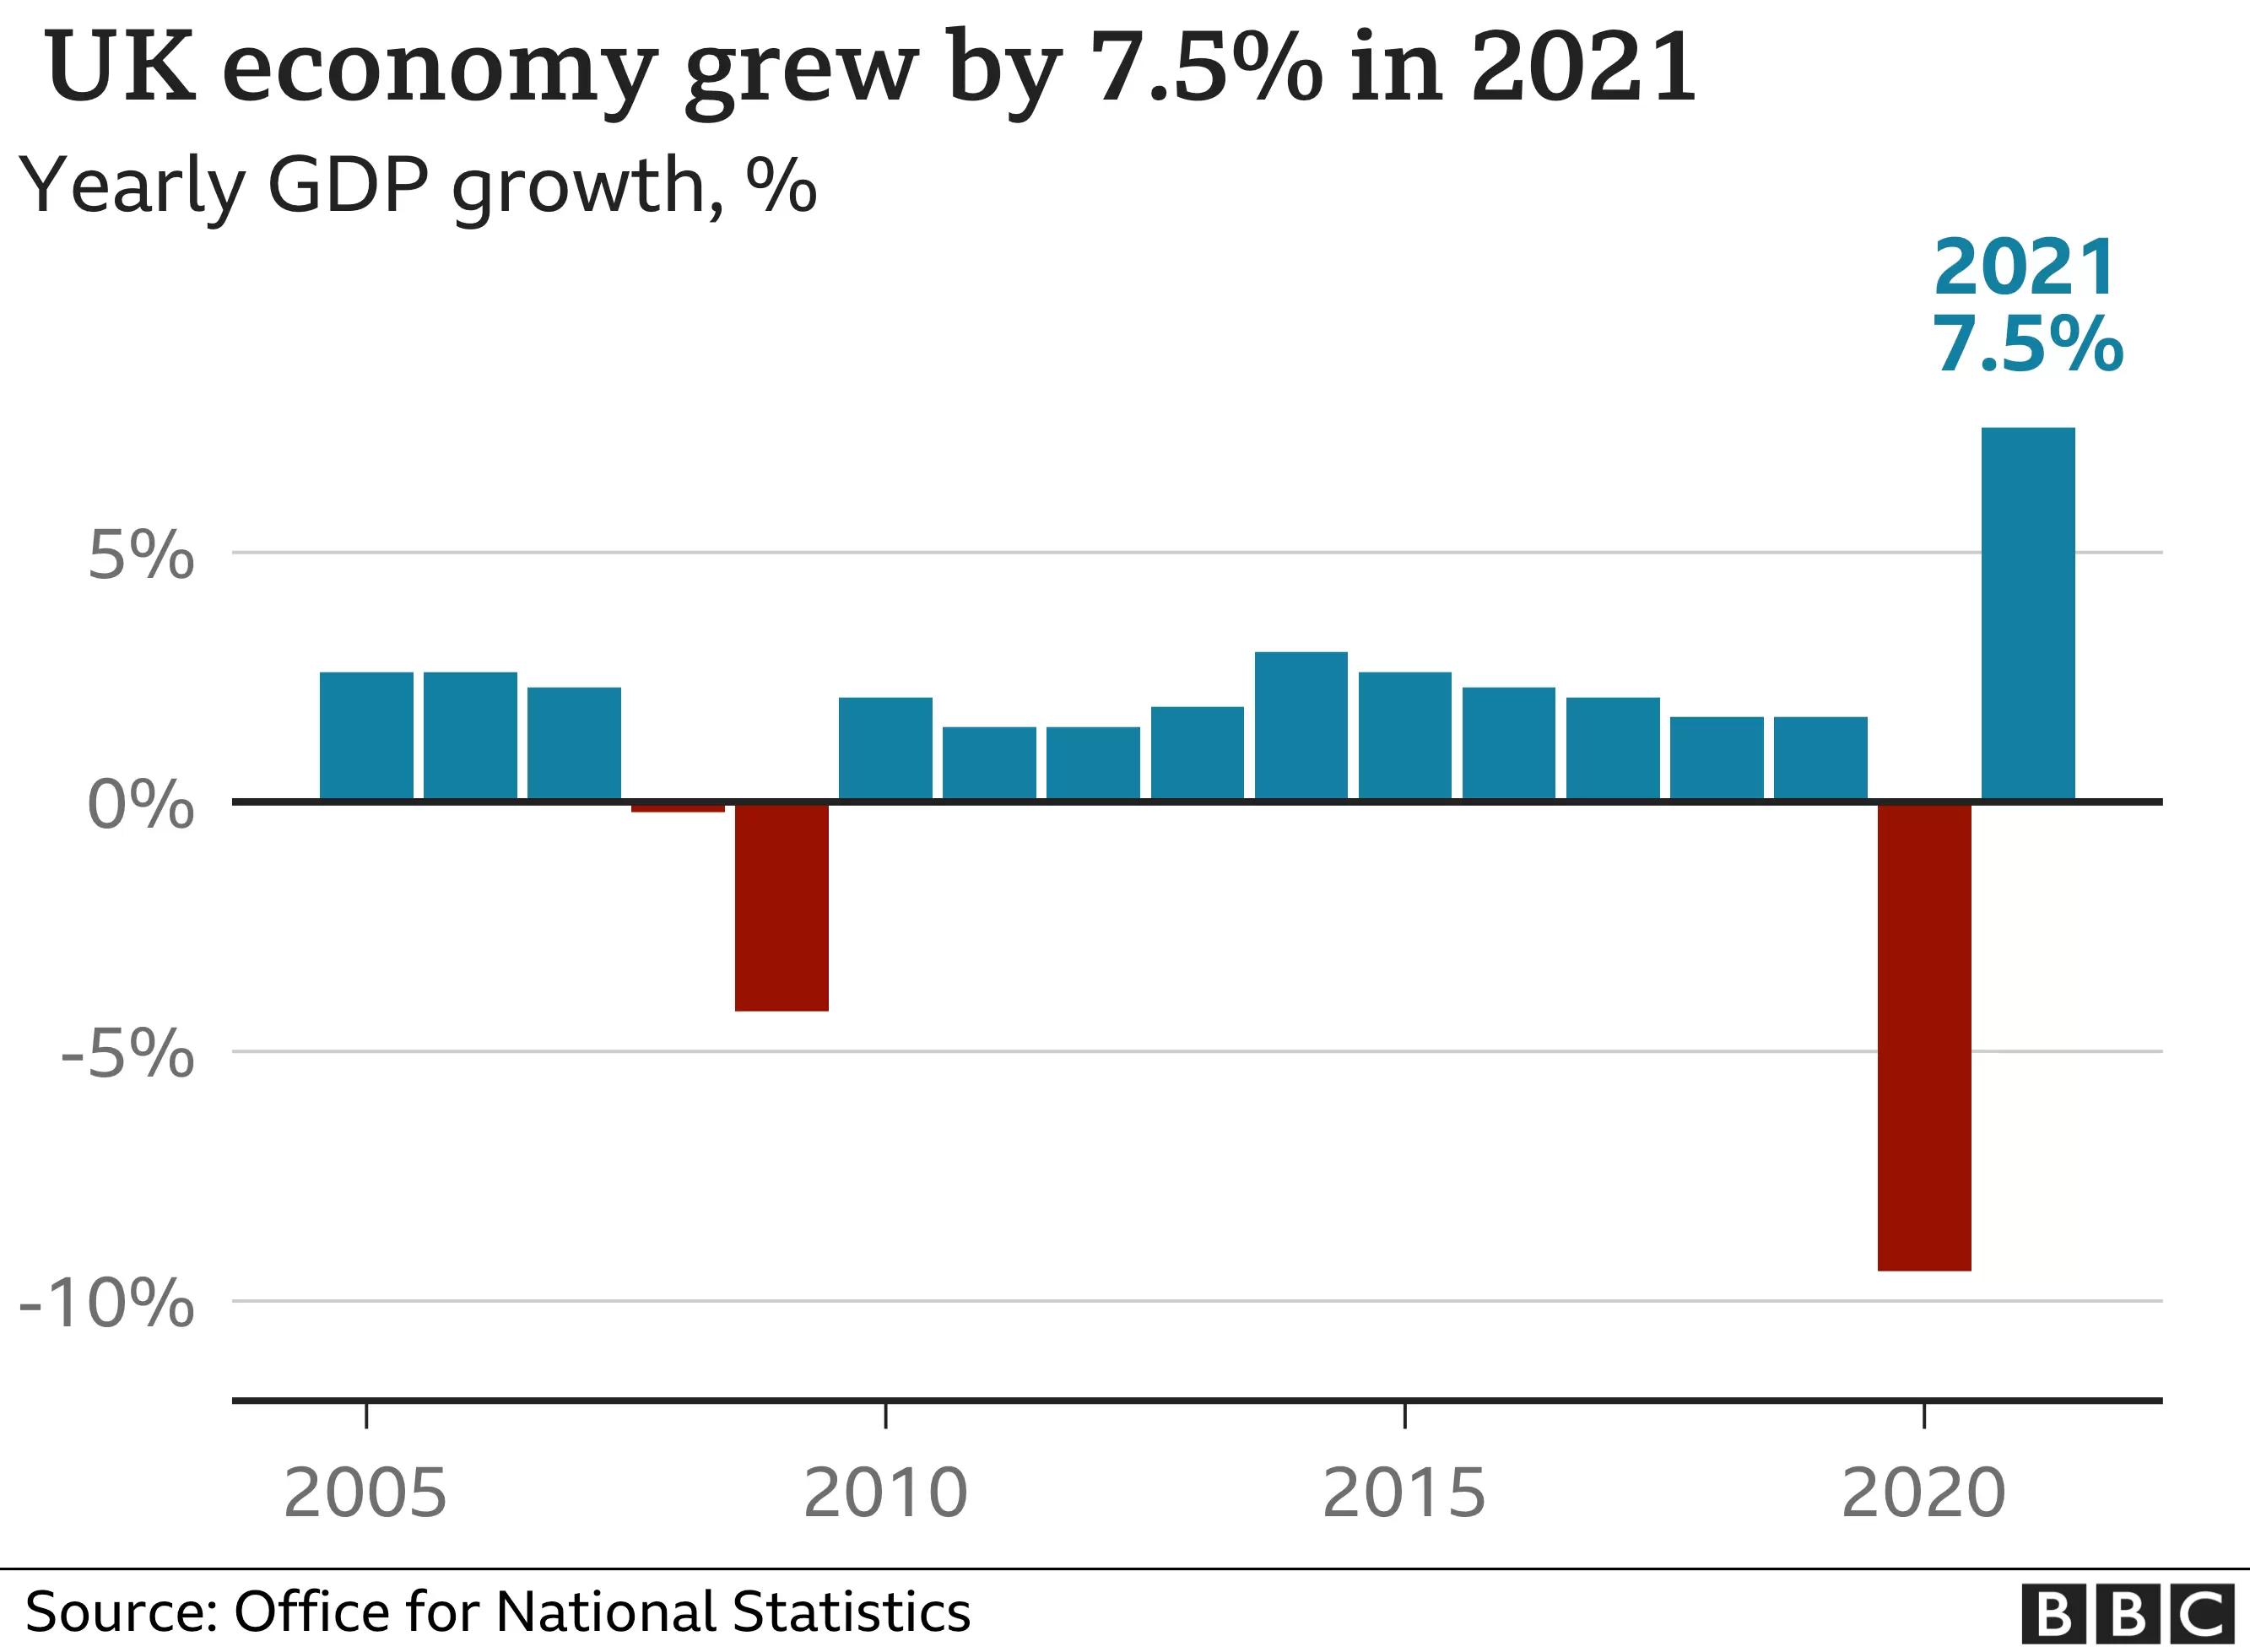 UK economy grew by 7.5% in 2021
Yearly GDP growth, %
2021
7.5%
5%
0%
-5%
-10%
2005 2010 2015 2020
Source: Office for National Statistics
BBC